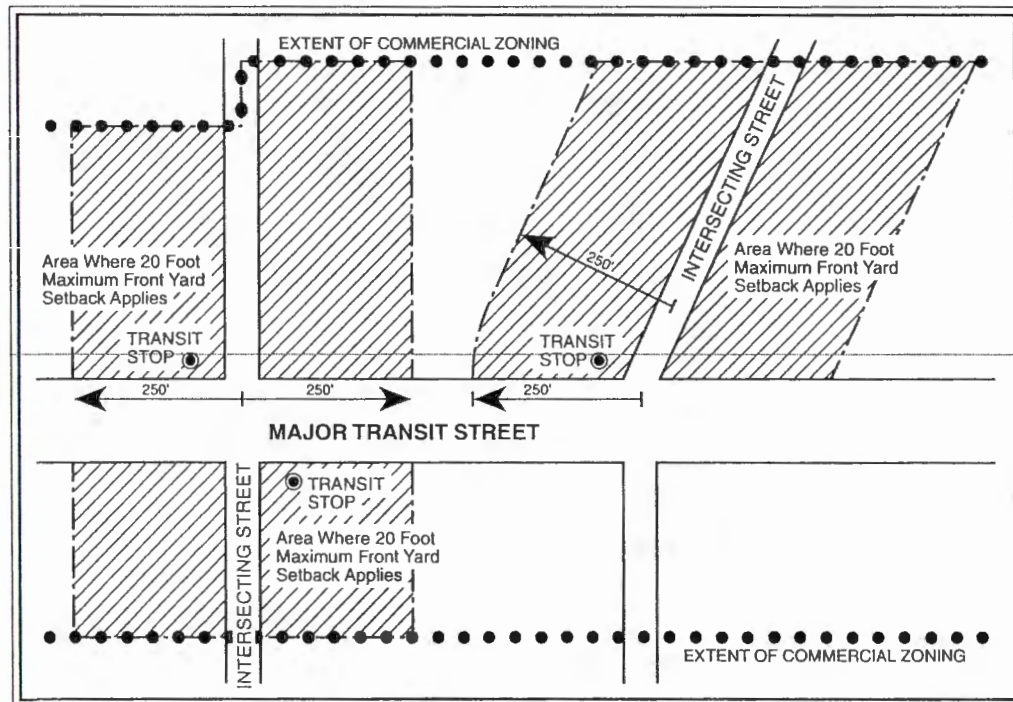 EXTENT OF COMMERCIAL ZONING
INTERSECTING STREET
250'
Area Where 20 Foot
Maximum Front Yard
Setback Applies
Area Where 20 Foot
Maximum Front Yard
Setback Applies
TRANSIT
STOP
TRANSIT
STOP
250'
250'
250'
MAJOR TRANSIT STREET
TRANSIT
STOP
INTERSECTING STREET
Area Where 20 Foot
Maximum Front Yard
Setback Applies
EXTENT OF COMMERCIAL ZONING